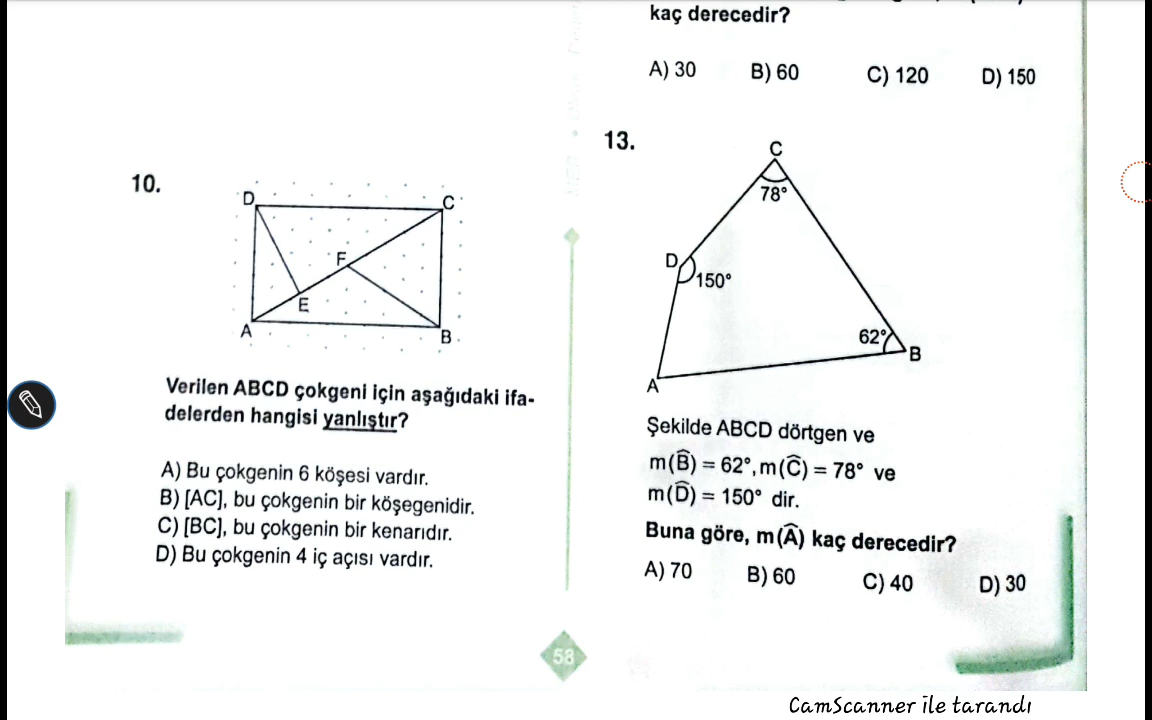 10.
D
C
F
E
A
B
Verilen ABCD çokgeni için aşağıdaki ifa-
delerden hangisi yanlıştır?
A) Bu çokgenin 6 köşesi vardır.
B) [AC], bu çokgenin bir köşegenidir.
C) [BC], bu çokgenin bir kenarıdır.
D) Bu çokgenin 4 iç açısı vardır.
kaç derecedir?
A) 30 B) 60 C) 120 D) 150
13.
C
78°
D
150°
62°
B
A
Şekilde ABCD dörtgen ve
m(B̂) = 62°, m(Ĉ) = 78° ve
m(D̂) = 150° dir.
Buna göre, m(Â) kaç derecedir?
A) 70 B) 60 C) 40 D) 30
58
CamScanner ile tarandı